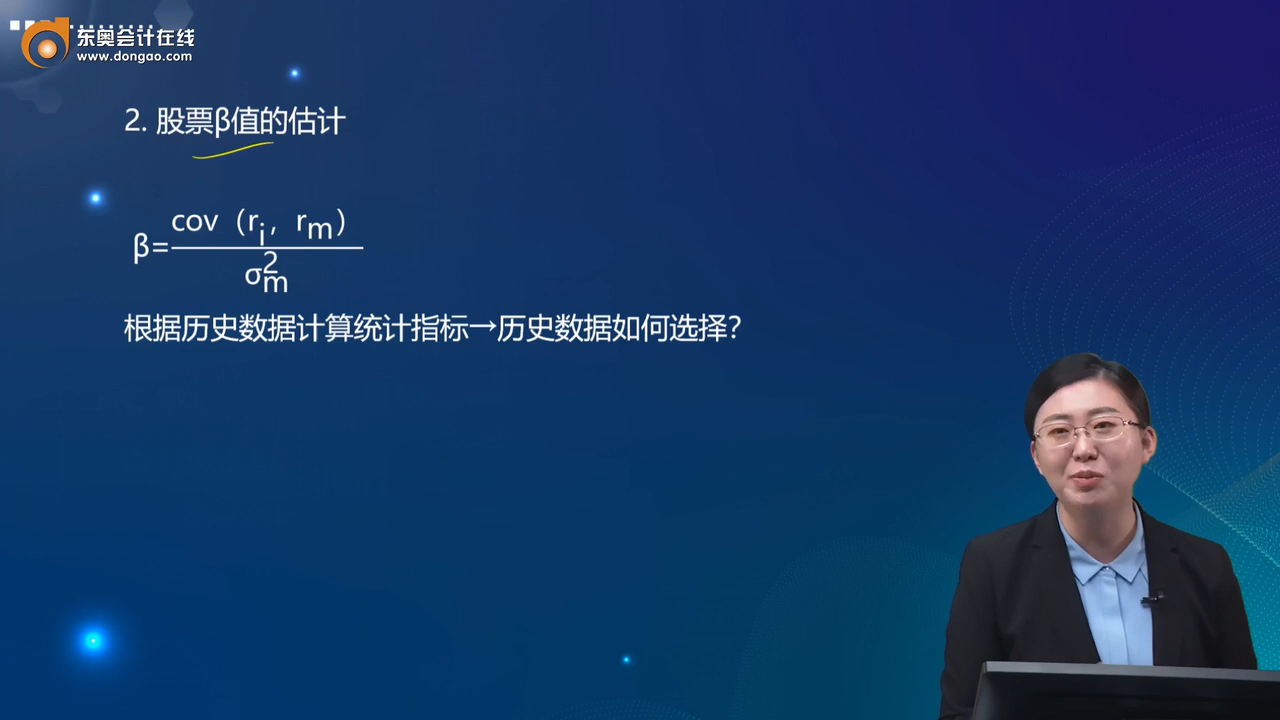 东奥会计在线
www.dongao.com
2. 股票β值的估计
β=cov（ri，rm）/σ²m
根据历史数据计算统计指标→历史数据如何选择？